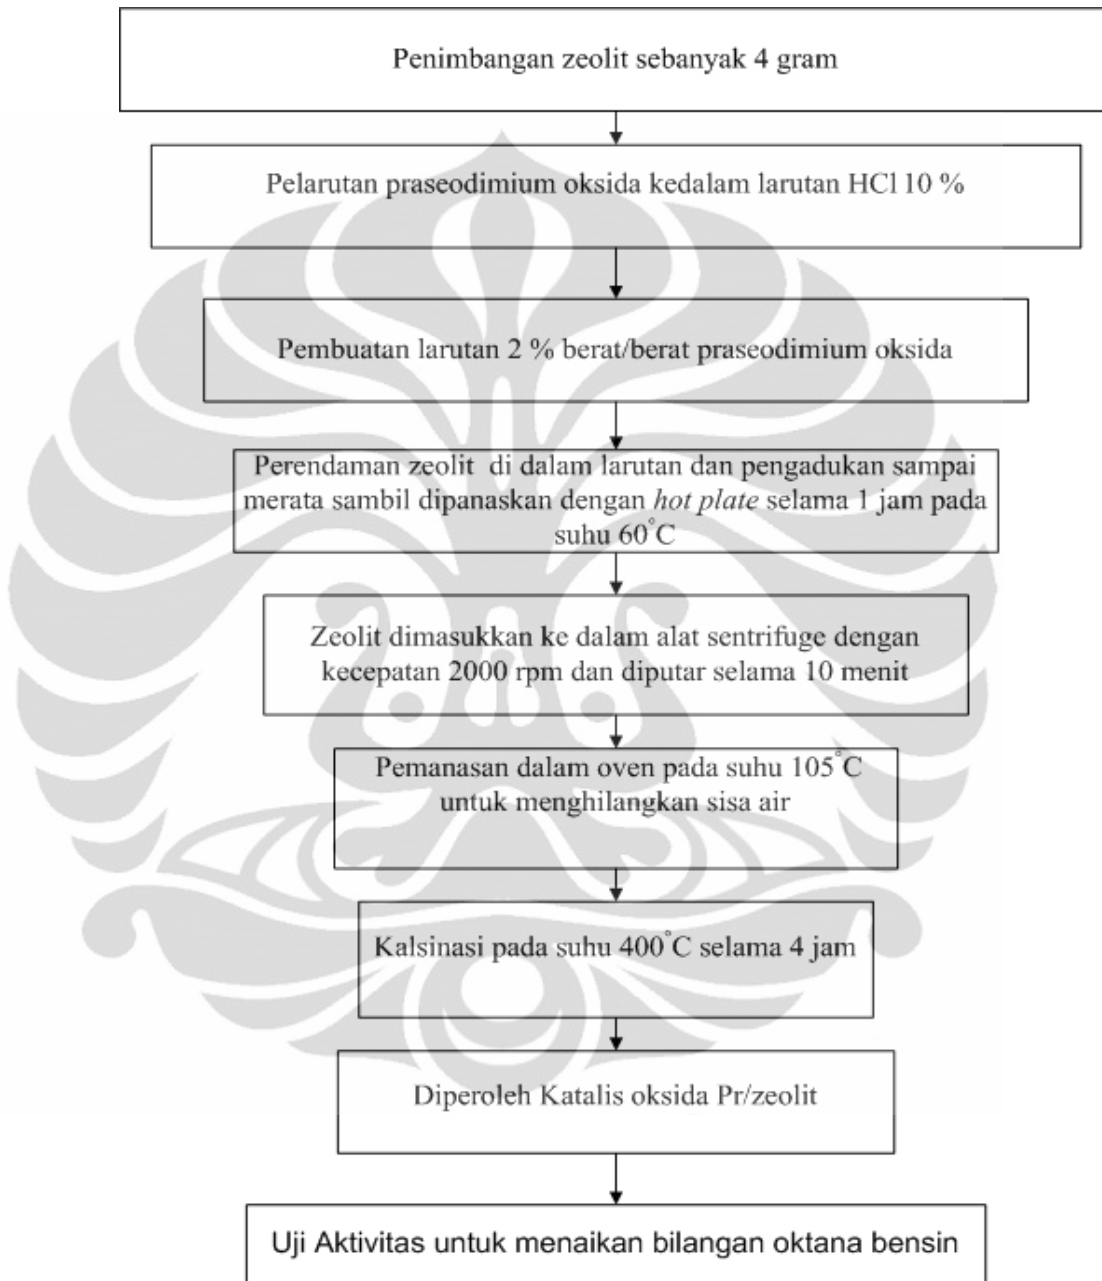 Penimbangan zeolit sebanyak 4 gram
Pelarutan praseodimium oksida kedalam larutan HCl 10 %
Pembuatan larutan 2 % berat/berat praseodimium oksida
Perendaman zeolit di dalam larutan dan pengadukan sampai
merata sambil dipanaskan dengan hot plate selama 1 jam pada
suhu 60°C
Zeolit dimasukkan ke dalam alat sentrifuge dengan
kecepatan 2000 rpm dan diputar selama 10 menit
Pemanasan dalam oven pada suhu 105°C
untuk menghilangkan sisa air
Kalsinasi pada suhu 400°C selama 4 jam
Diperoleh Katalis oksida Pr/zeolit
Uji Aktivitas untuk menaikan bilangan oktana bensin